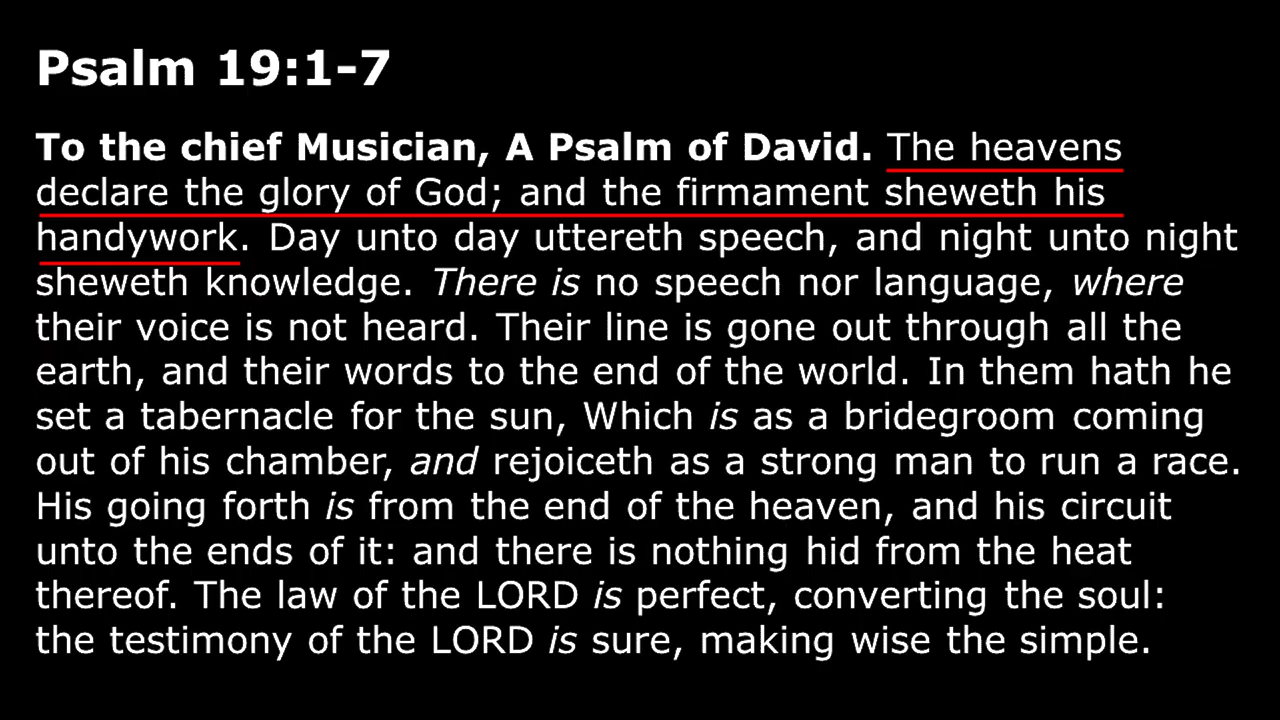 Psalm 19:1-7
To the chief Musician, A Psalm of David. The heavens
declare the glory of God; and the firmament sheweth his
handywork. Day unto day uttereth speech, and night unto night
sheweth knowledge. There is no speech nor language, where
their voice is not heard. Their line is gone out through all the
earth, and their words to the end of the world. In them hath he
set a tabernacle for the sun, Which is as a bridegroom coming
out of his chamber, and rejoiceth as a strong man to run a race.
His going forth is from the end of the heaven, and his circuit
unto the ends of it: and there is nothing hid from the heat
thereof. The law of the LORD is perfect, converting the soul:
the testimony of the LORD is sure, making wise the simple.